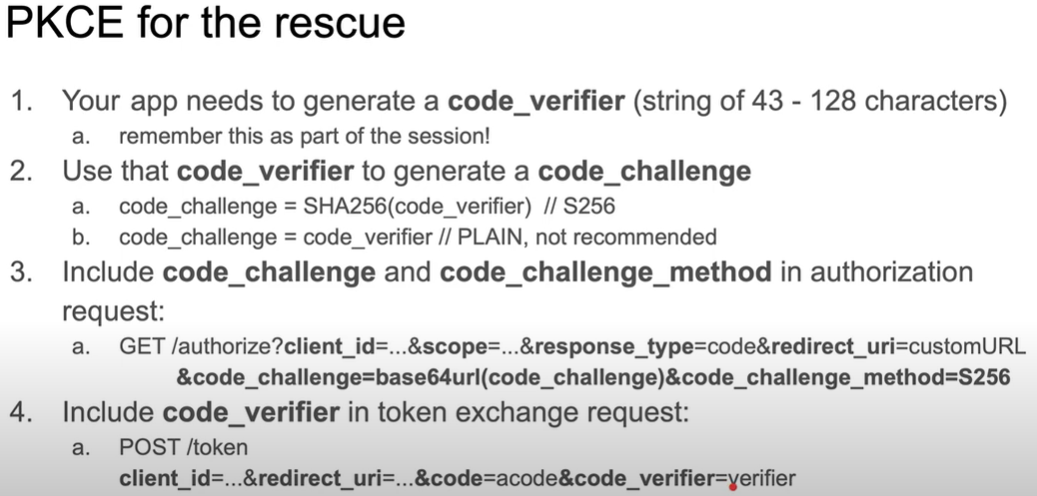 PKCE for the rescue
1. Your app needs to generate a code_verifier (string of 43 - 128 characters)
a. remember this as part of the session!
2. Use that code_verifier to generate a code_challenge
a. code_challenge = SHA256(code_verifier) // S256
b. code_challenge = code_verifier // PLAIN, not recommended
3. Include code_challenge and code_challenge_method in authorization
request:
a. GET /authorize?client_id=...&scope=...&response_type=code&redirect_uri=customURL
&code_challenge=base64url(code_challenge)&code_challenge_method=S256
4. Include code_verifier in token exchange request:
a. POST /token
client_id=...&redirect_uri=...&code=acode&code_verifier=verifier